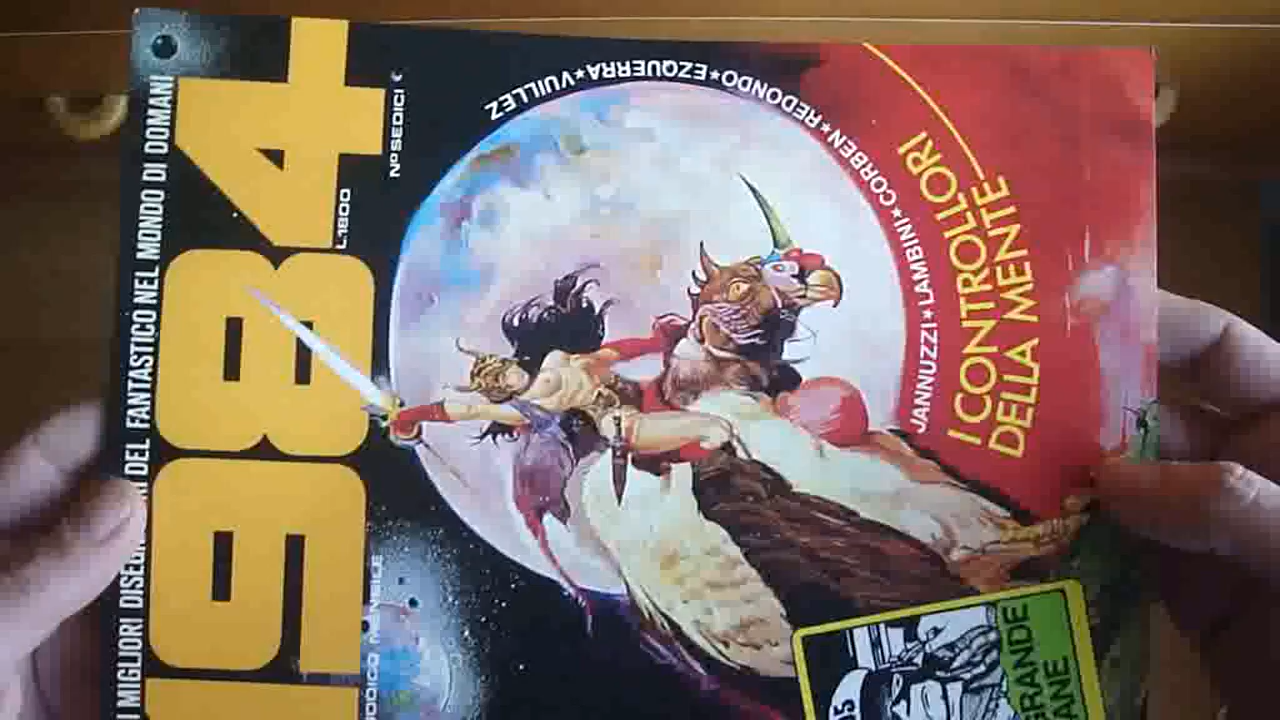 I MIGLIORI DISEGNATORI DEL FANTASTICO NEL MONDO DI DOMANI
1984
L.1800
PERIODICO MENSILE
N° SEDICI €
JANNUZZI★LAMBINI★CORBEN★REDONDO★EZQUERRA★VUILLEZ
I CONTROLLORI
DELLA MENTE
GRANDE